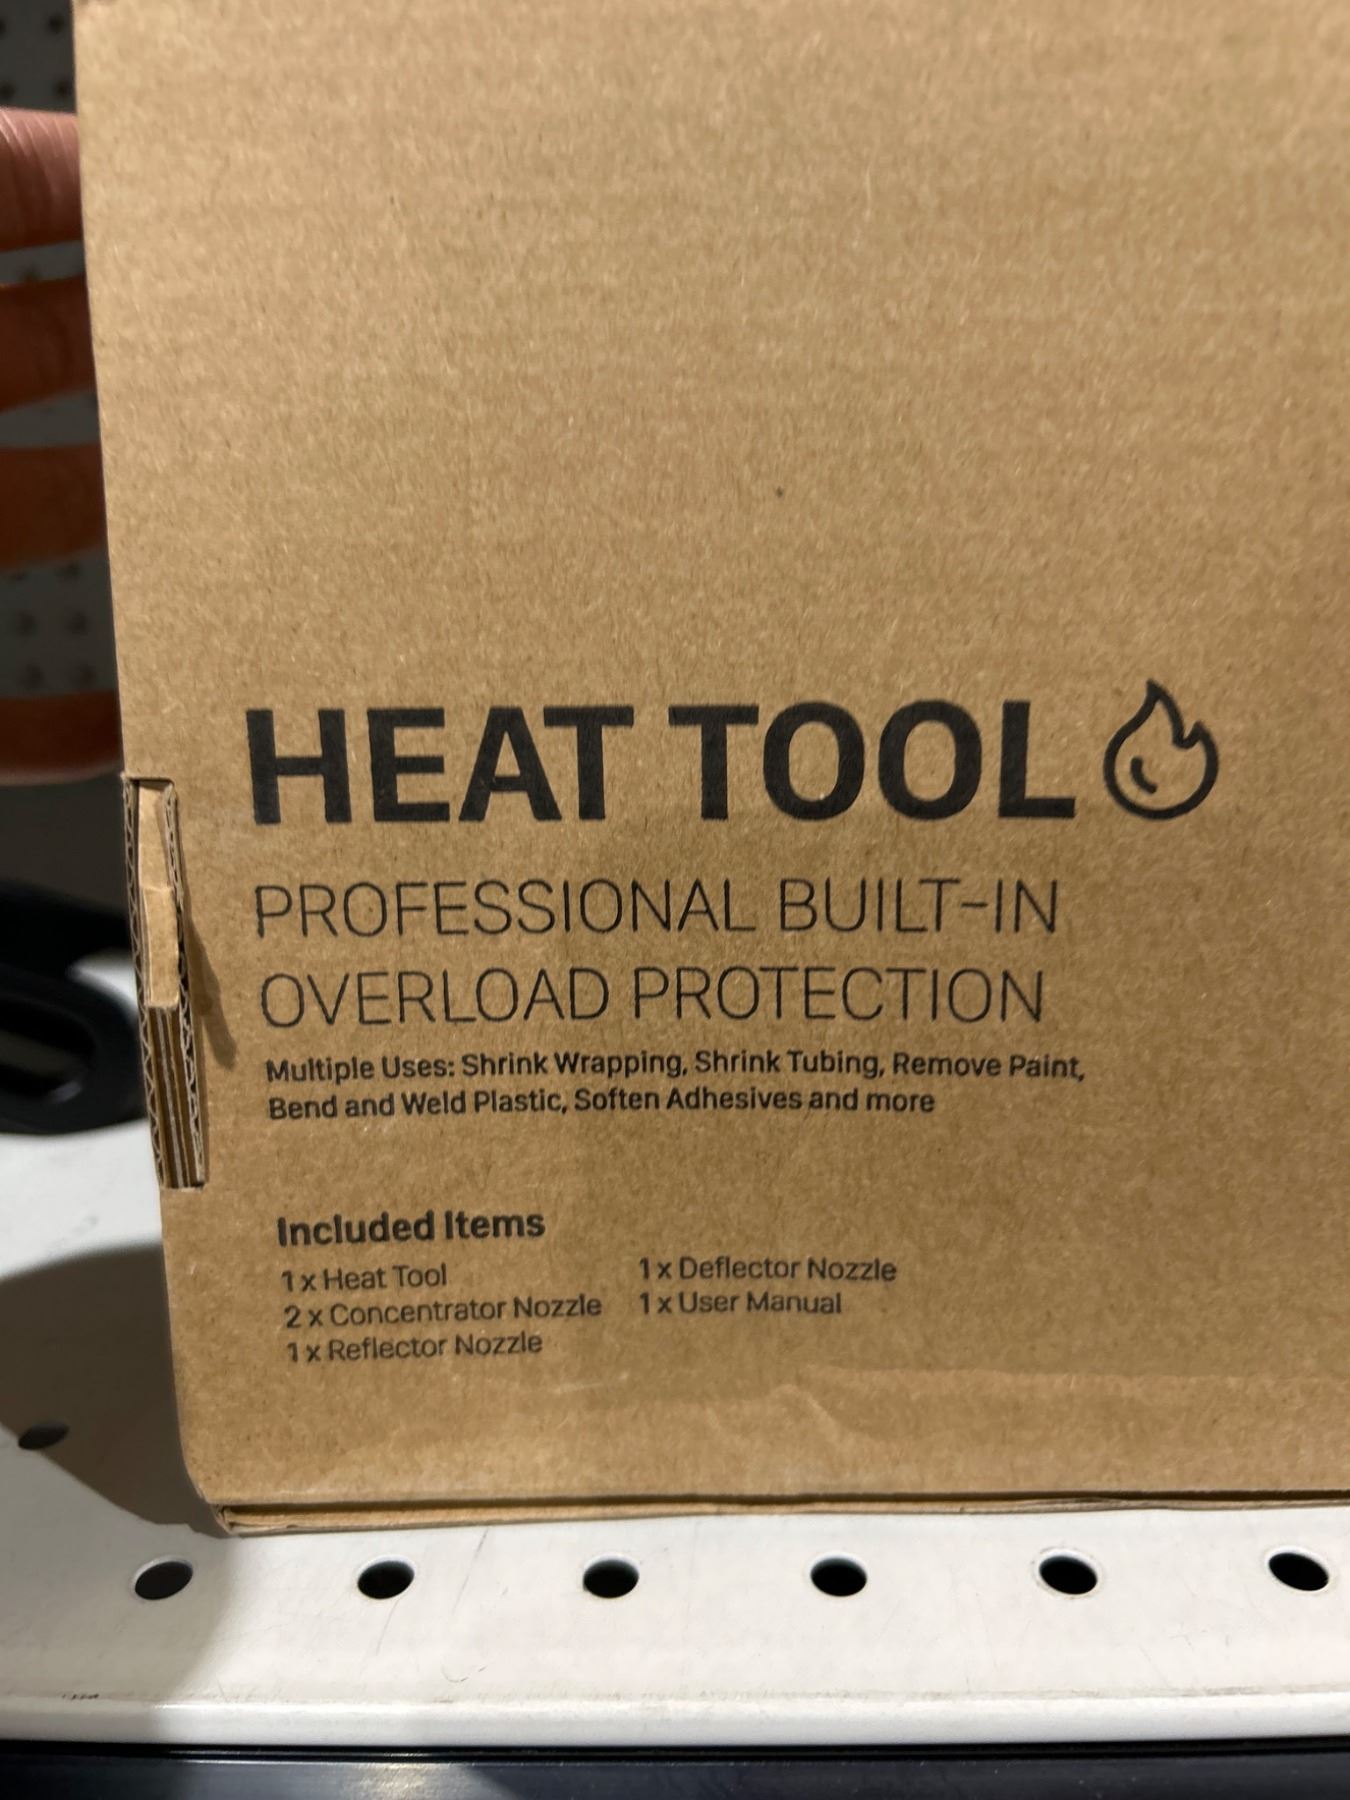 HEAT TOOL
PROFESSIONAL BUILT-IN
OVERLOAD PROTECTION
Multiple Uses: Shrink Wrapping, Shrink Tubing, Remove Paint,
Bend and Weld Plastic, Soften Adhesives and more
Included Items
1 x Heat Tool
2 x Concentrator Nozzle
1 x Reflector Nozzle
1 x Deflector Nozzle
1 x User Manual